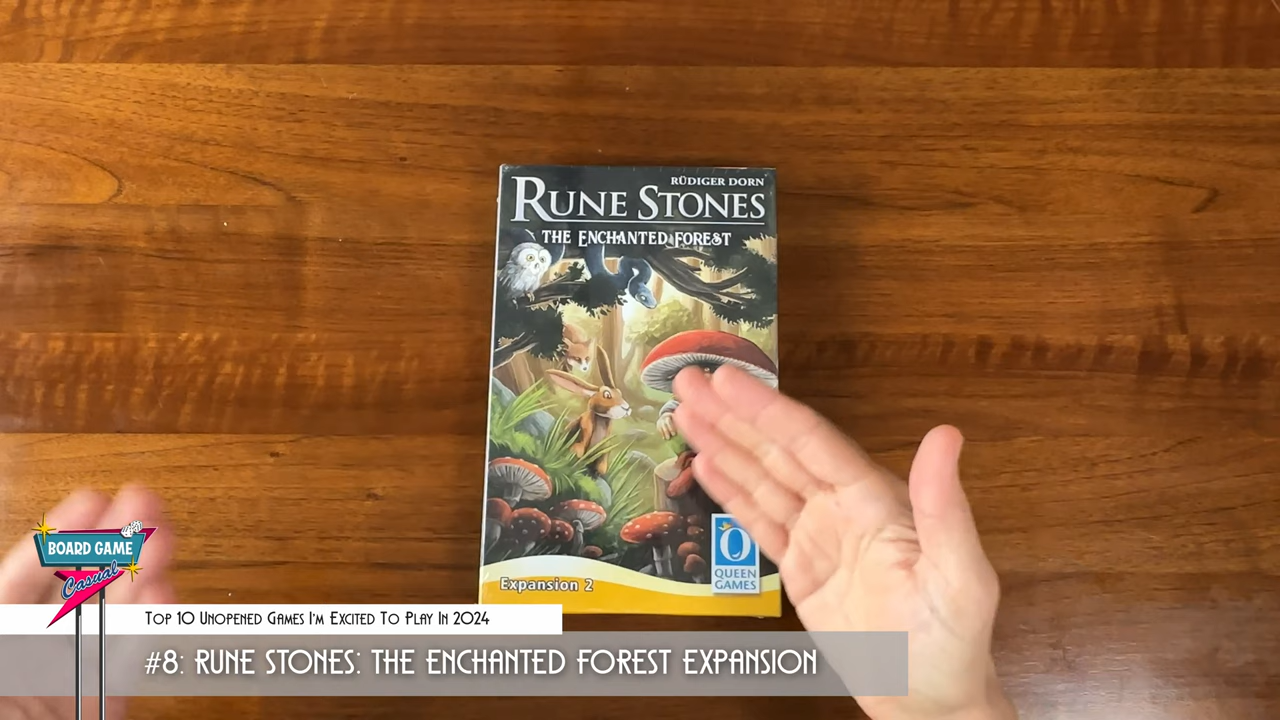 RÜDIGER DORN
RUNE STONES
THE ENCHANTED FOREST
Expansion 2
QUEEN
GAMES
BOARD GAME
Casual
TOP 10 UNOPENED GAMES I'M EXCITED TO PLAY IN 2024
#8: RUNE STONES: THE ENCHANTED FOREST EXPANSION